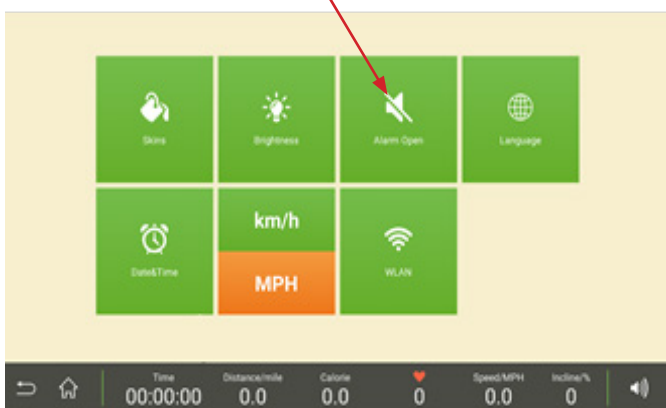 Skins
Brightness
Alarm Open
Language
Date&Time
km/h
MPH
WLAN
Time
00:00:00
Distance/mile
0.0
Calorie
0.0
0
Speed/MPH
0.0
Incline/%
0